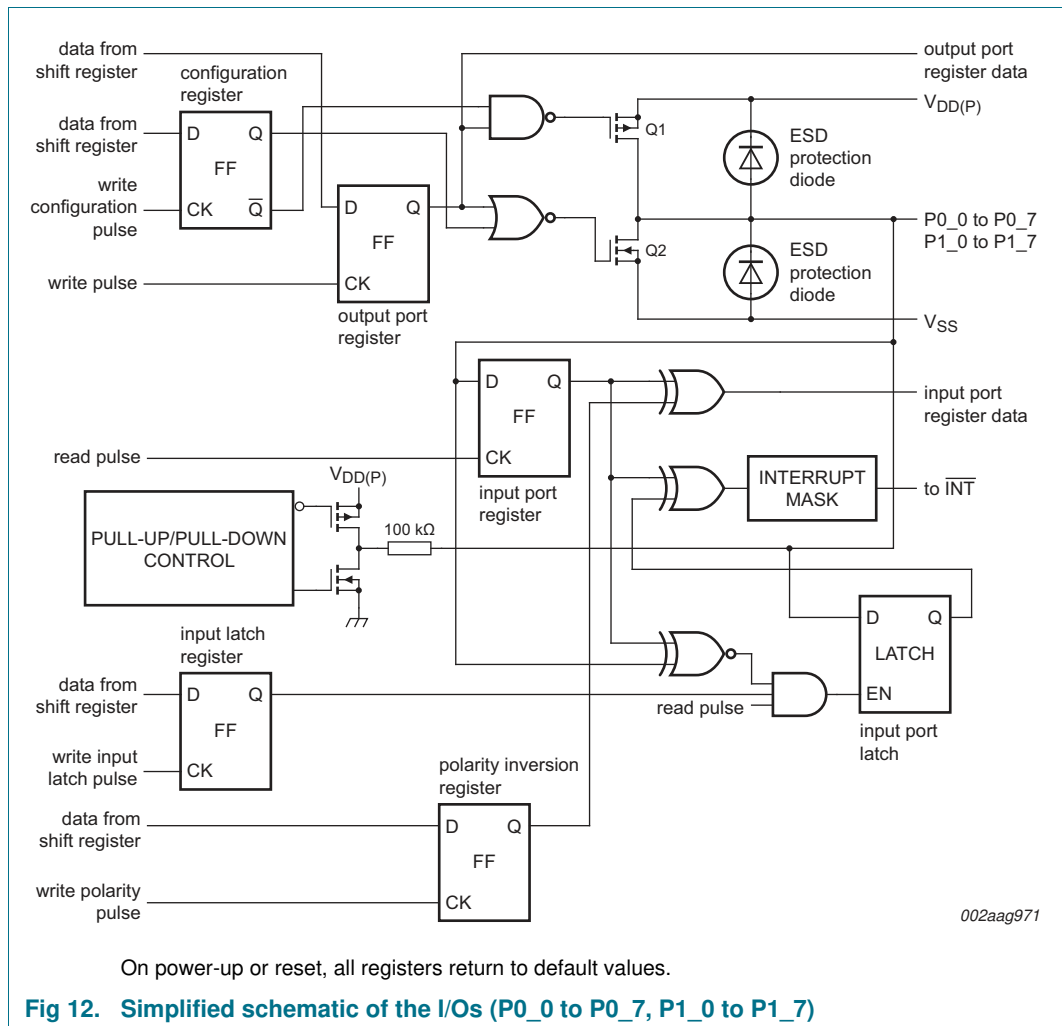 data from
shift register
configuration
register
data from
shift register
D
Q
FF
write
configuration
pulse
CK
Q̅
D
Q
FF
CK
write pulse
output port
register
output port
register data
V_DD(P)
Q1
ESD
protection
diode
P0_0 to P0_7
P1_0 to P1_7
Q2
ESD
protection
diode
V_SS
D
Q
FF
CK
read pulse
input port
register
input port
register data
INTERRUPT
MASK
to I̅N̅T̅
V_DD(P)
PULL-UP/PULL-DOWN
CONTROL
100 kΩ
D
Q
LATCH
EN
input port
latch
read pulse
input latch
register
data from
shift register
D
Q
FF
write input
latch pulse
CK
polarity inversion
register
data from
shift register
D
Q
FF
write polarity
pulse
CK
002aag971
On power-up or reset, all registers return to default values.
Fig 12. Simplified schematic of the I/Os (P0_0 to P0_7, P1_0 to P1_7)